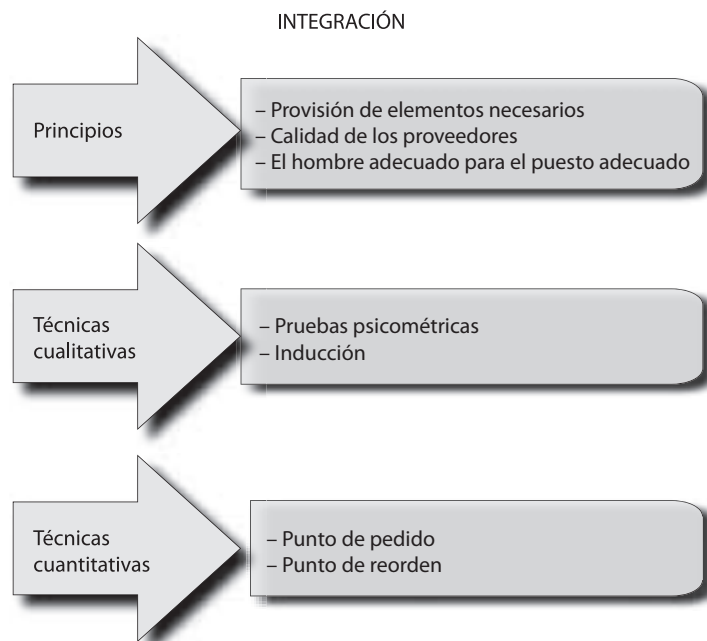 INTEGRACIÓN
Principios
– Provisión de elementos necesarios
– Calidad de los proveedores
– El hombre adecuado para el puesto adecuado
Técnicas
cualitativas
– Pruebas psicométricas
– Inducción
Técnicas
cuantitativas
– Punto de pedido
– Punto de reorden